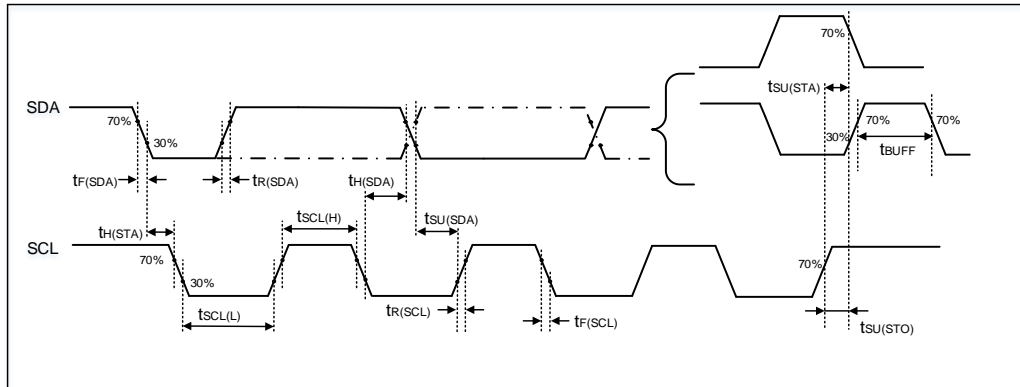 70%
tSU(STA)
SDA
70%
30%
30%
70%
70%
tBUFF
tF(SDA)
tR(SDA)
tH(SDA)
tH(STA)
tSCL(H)
tSU(SDA)
SCL
70%
30%
70%
tSCL(L)
tR(SCL)
tF(SCL)
tSU(STO)